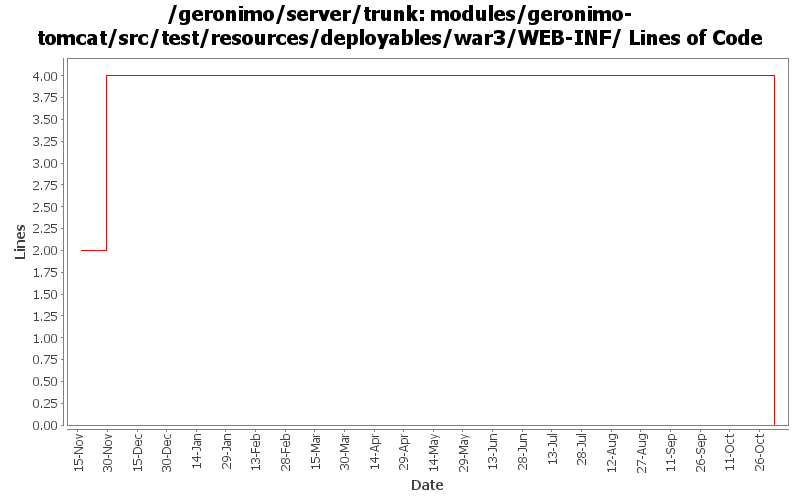 /geronimo/server/trunk: modules/geronimo-
tomcat/src/test/resources/deployables/war3/WEB-INF/ Lines of Code
4.00
3.75
3.50
3.25
3.00
2.75
2.50
2.25
2.00
1.75
1.50
1.25
1.00
0.75
0.50
0.25
0.00
Lines
15-Nov
30-Nov
15-Dec
30-Dec
14-Jan
29-Jan
13-Feb
28-Feb
15-Mar
30-Mar
14-Apr
29-Apr
14-May
29-May
13-Jun
28-Jun
13-Jul
28-Jul
12-Aug
27-Aug
11-Sep
26-Sep
11-Oct
26-Oct
Date